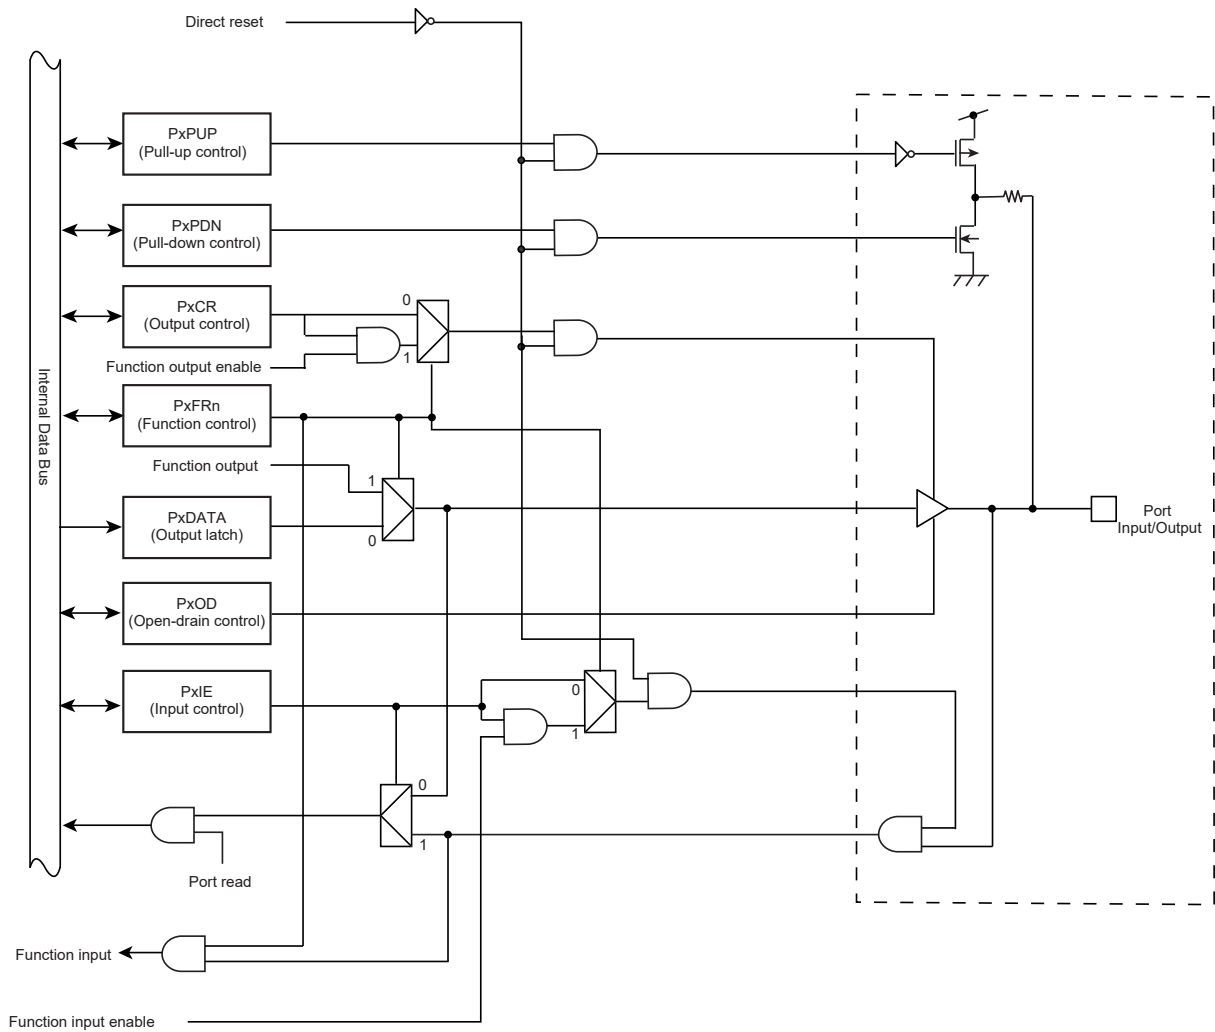 Direct reset
PxPUP
(Pull-up control)
PxPDN
(Pull-down control)
PxCR
(Output control)
0
1
Function output enable
Internal Data Bus
PxFRn
(Function control)
Function output
1
PxDATA
(Output latch)
0
Port
Input/Output
PxOD
(Open-drain control)
PxIE
(Input control)
0
1
0
1
Port read
Function input
Function input enable